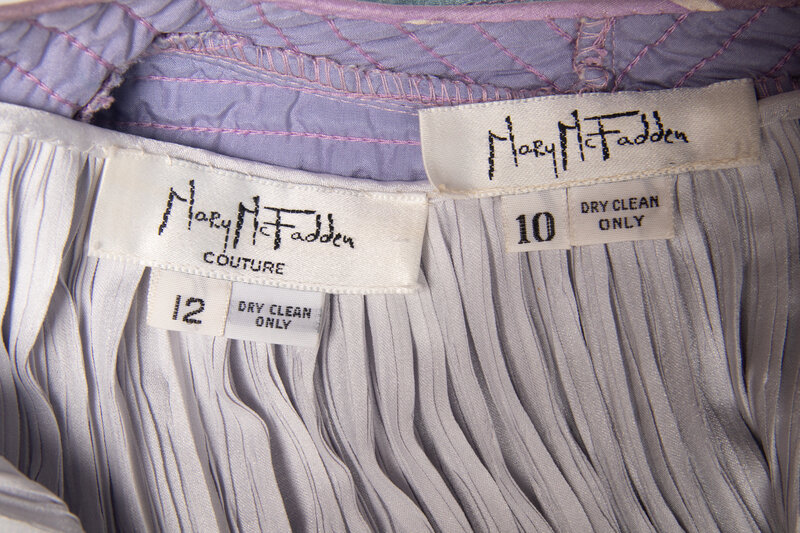 Mary McFadden
COUTURE
12
DRY CLEAN
ONLY
Mary McFadden
10
DRY CLEAN
ONLY